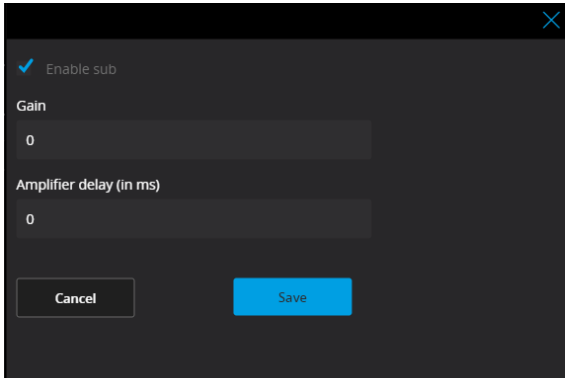 Enable sub
Gain
0
Amplifier delay (in ms)
0
Cancel
Save